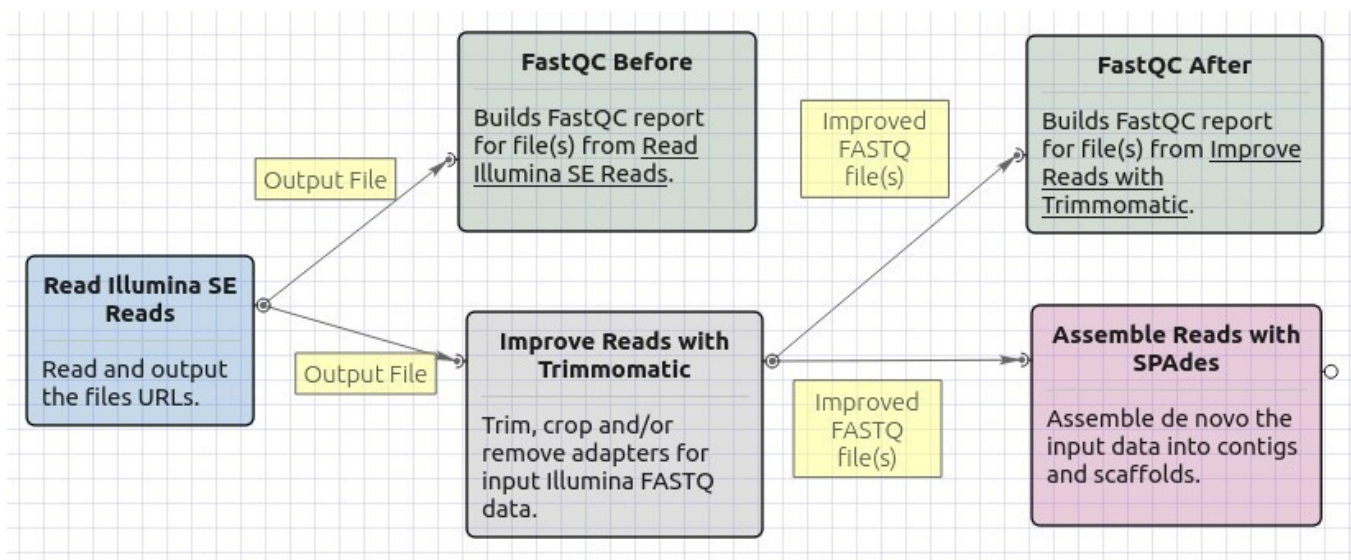 FastQC Before
Builds FastQC report
for file(s) from Read
Illumina SE Reads.
FastQC After
Builds FastQC report
for file(s) from Improve
Reads with
Trimmomatic.
Improved
FASTQ
file(s)
Output File
Read Illumina SE
Reads
Read and output
the files URLs.
Output File
Improve Reads with
Trimmomatic
Trim, crop and/or
remove adapters for
input Illumina FASTQ
data.
Improved
FASTQ
file(s)
Assemble Reads with
SPAdes
Assemble de novo the
input data into contigs
and scaffolds.